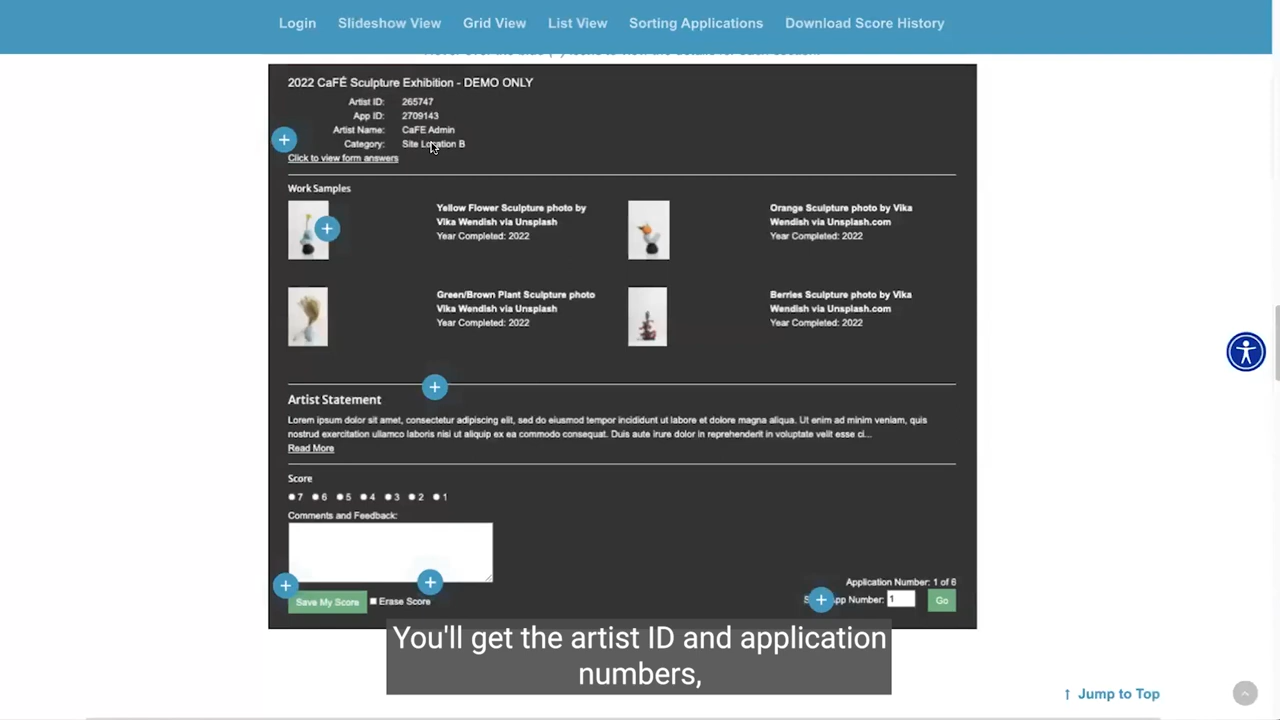 Login Slideshow View Grid View List View Sorting Applications Download Score History
2022 CaFÉ Sculpture Exhibition - DEMO ONLY
Artist ID: 265747
App ID: 2709143
Artist Name: CaFE Admin
Category: Site Location B
Click to view form answers
Work Samples
Yellow Flower Sculpture photo by
Vika Wendish via Unsplash
Year Completed: 2022
Orange Sculpture photo by Vika
Wendish via Unsplash.com
Year Completed: 2022
Green/Brown Plant Sculpture photo
Vika Wendish via Unsplash
Year Completed: 2022
Berries Sculpture photo by Vika
Wendish via Unsplash.com
Year Completed: 2022
Artist Statement
Lorem ipsum dolor sit amet, consectetur adipiscing elit, sed do eiusmod tempor incididunt ut labore et dolore magna aliqua. Ut enim ad minim veniam, quis
nostrud exercitation ullamco laboris nisi ut aliquip ex ea commodo consequat. Duis aute irure dolor in reprehenderit in voluptate velit esse ci...
Read More
Score
7 6 5 4 3 2 1
Comments and Feedback:
Application Number: 1 of 6
Save My Score Erase Score
App Number: 1 Go
You'll get the artist ID and application
numbers,
↑ Jump to Top